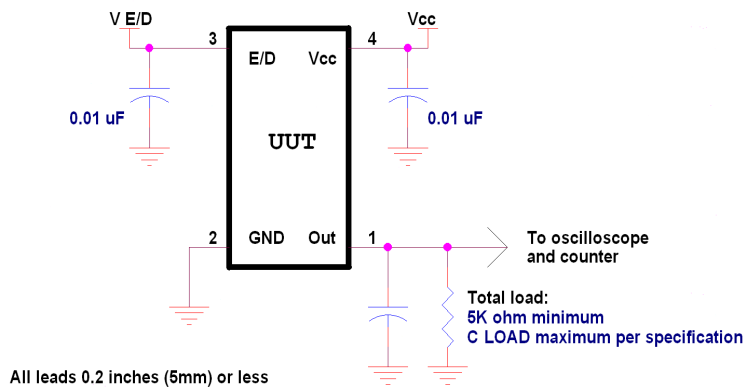 V E/D
Vcc
3
4
E/D
Vcc
0.01 uF
0.01 uF
UUT
2
GND
Out
1
To oscilloscope
and counter
Total load:
5K ohm minimum
C LOAD maximum per specification
All leads 0.2 inches (5mm) or less